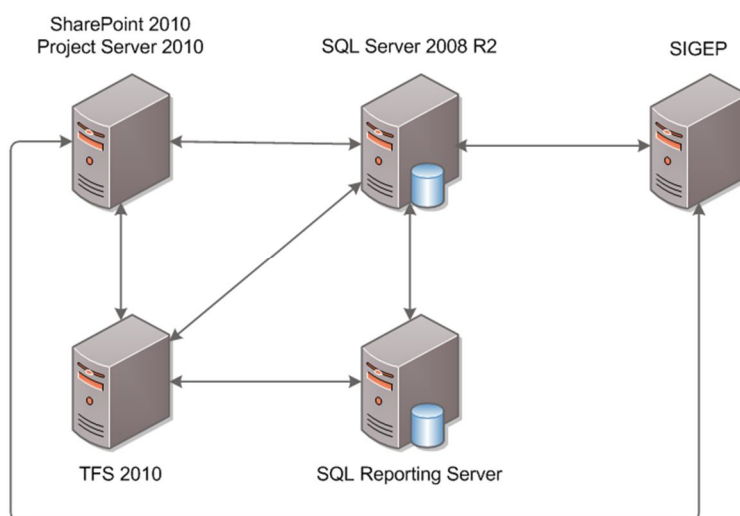 SharePoint 2010
Project Server 2010
SQL Server 2008 R2
SIGEP
TFS 2010
SQL Reporting Server